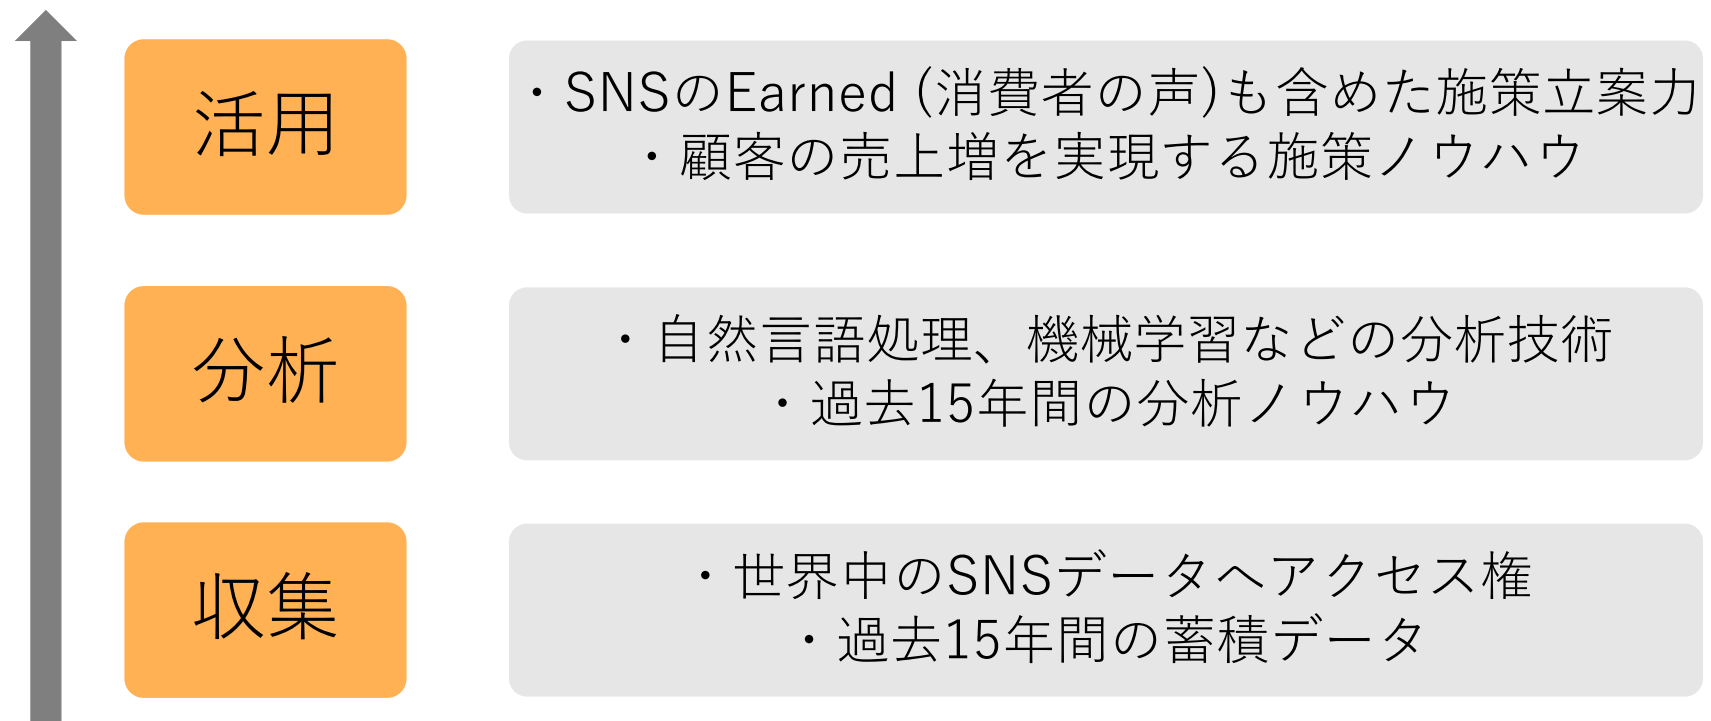 活用
・SNSのEarned (消費者の声)も含めた施策立案力
・顧客の売上増を実現する施策ノウハウ
分析
・自然言語処理、機械学習などの分析技術
・過去15年間の分析ノウハウ
収集
・世界中のSNSデータへアクセス権
・過去15年間の蓄積データ